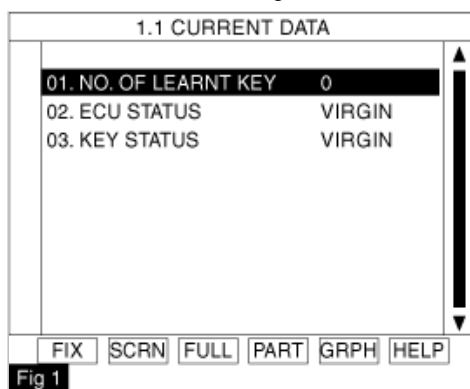 1.1 CURRENT DATA
01. NO. OF LEARNT KEY 0
02. ECU STATUS VIRGIN
03. KEY STATUS VIRGIN
FIX SCRN FULL PART GRPH HELP
Fig 1